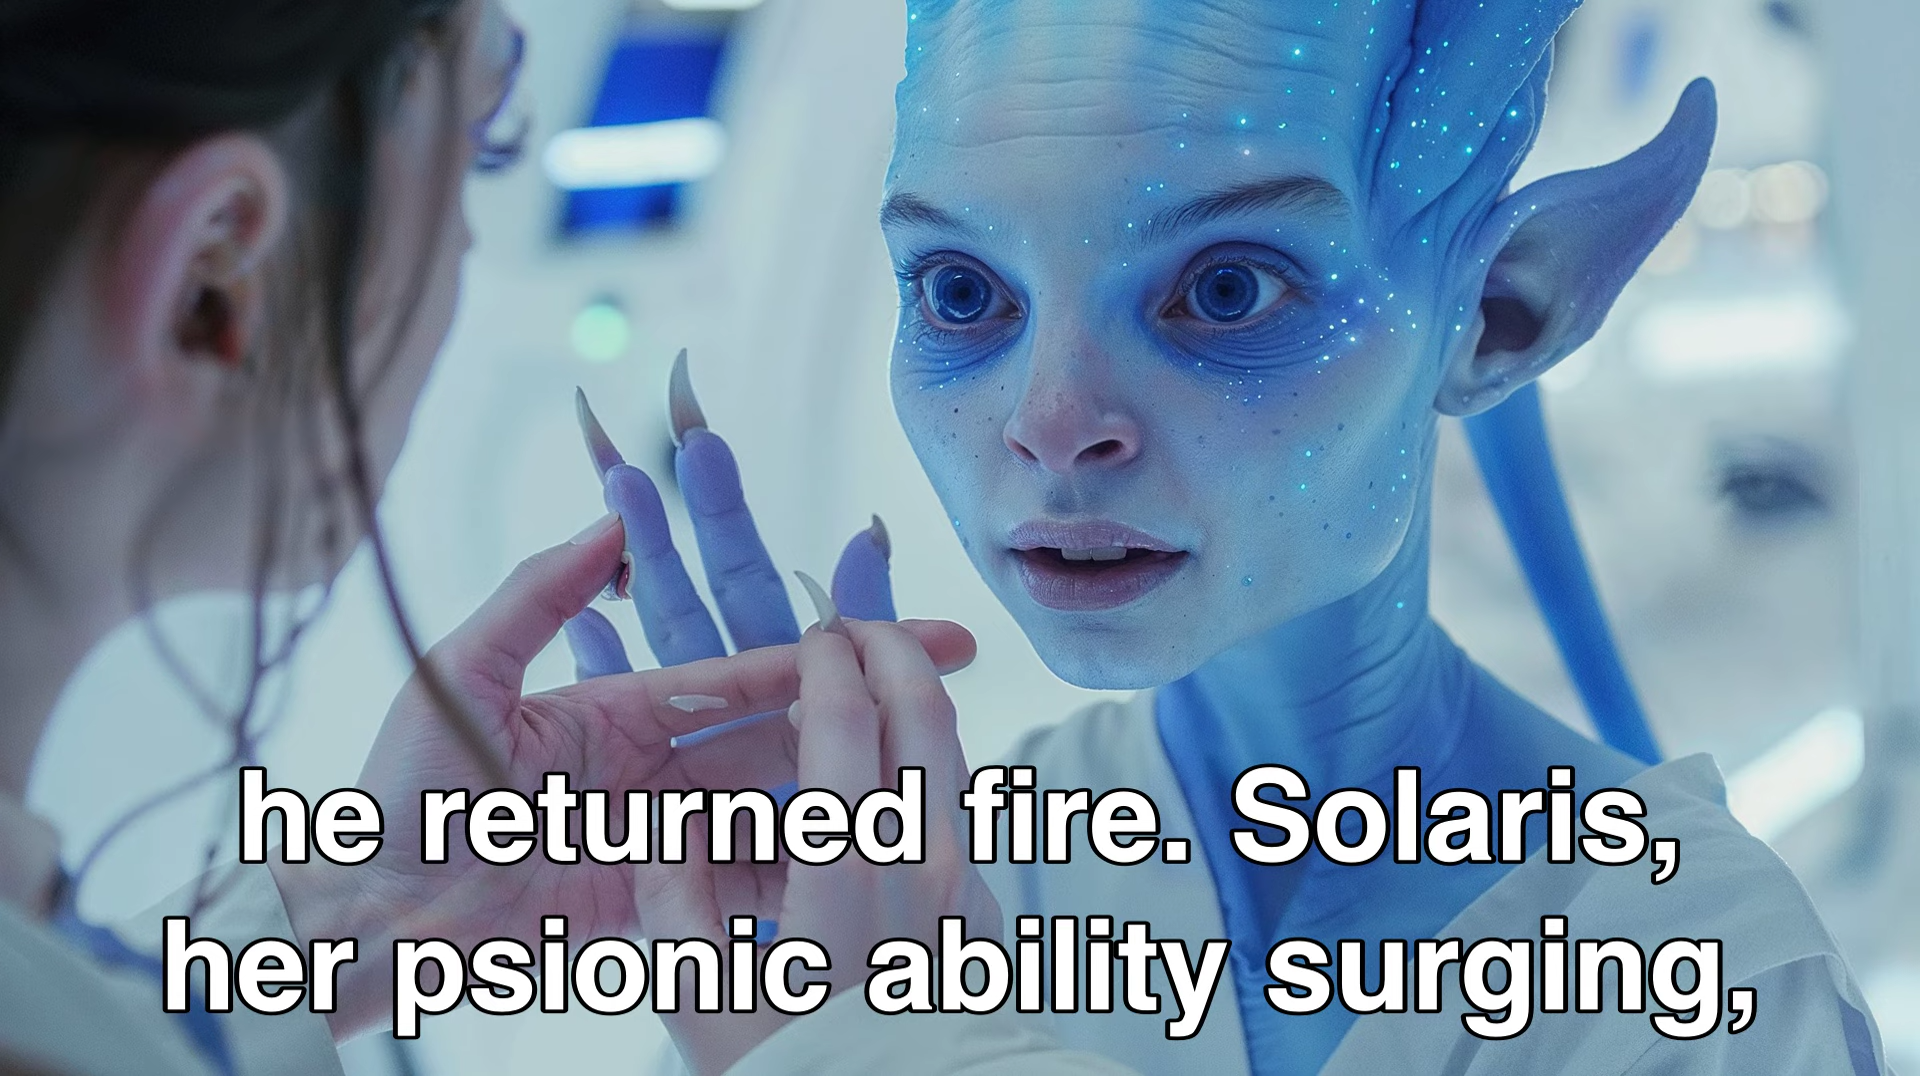 he returned fire. Solaris,
her psionic ability surging,